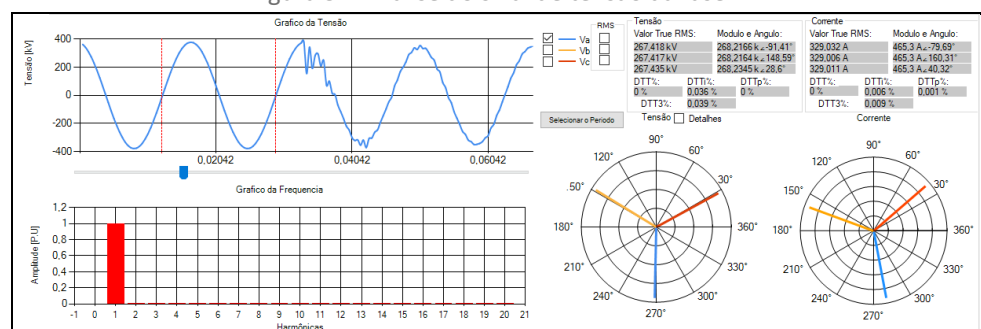 Grafico da Tensão
Tensão [kV]
400
200
0
-200
-400
0,02042
0,04042
0,06042
RMS
Va
Vb
Vc
Selecionar o Periodo
Tensão
Valor True RMS:
Modulo e Angulo:
267,418 kV
268,2166 k∠-91,41°
267,417 kV
268,2164 k∠148,59°
267,435 kV
268,2345 k∠28,6°
DTT%:
DTTi%:
DTTp%:
0 %
0,036 %
0 %
DTT3%:
0,039 %
Corrente
Valor True RMS:
Modulo e Angulo:
329,032 A
465,3 A∠-79,69°
329,006 A
465,3 A∠160,31°
329,011 A
465,3 A∠40,32°
DTT%:
DTTi%:
DTTp%:
0 %
0,006 %
0,001 %
DTT3%:
0,009 %
Tensão
Detalhes
90°
60°
30°
360°
330°
270°
240°
210°
180°
50°
120°
Corrente
90°
60°
30°
360°
330°
270°
240°
210°
180°
150°
120°
Grafico da Frequencia
Amplitude [P.U]
1,2
1
0,8
0,6
0,4
0,2
0
-1 0 1 2 3 4 5 6 7 8 9 10 11 12 13 14 15 16 17 18 19 20 21
Harmônicas